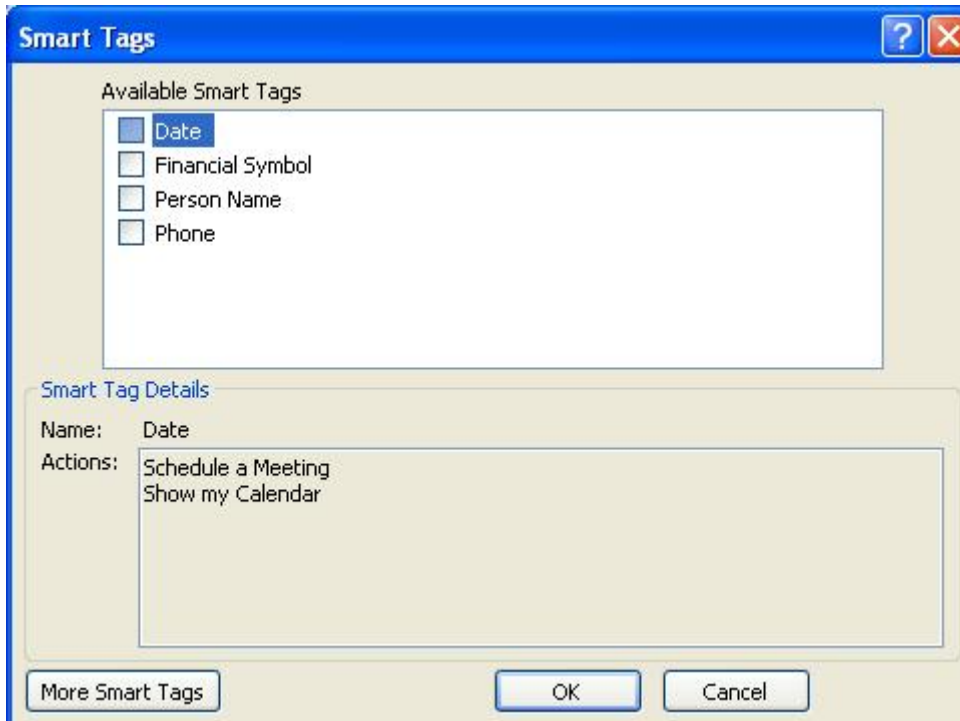 Smart Tags
Available Smart Tags
Date
Financial Symbol
Person Name
Phone
Smart Tag Details
Name: Date
Actions: Schedule a Meeting
Show my Calendar
More Smart Tags OK Cancel